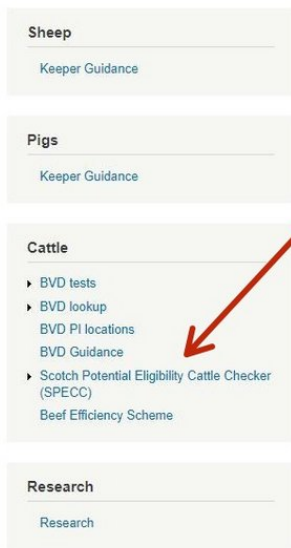 Sheep
Keeper Guidance
Pigs
Keeper Guidance
Cattle
BVD tests
BVD lookup
BVD PI locations
BVD Guidance
Scotch Potential Eligibility Cattle Checker
(SPECC)
Beef Efficiency Scheme
Research
Research